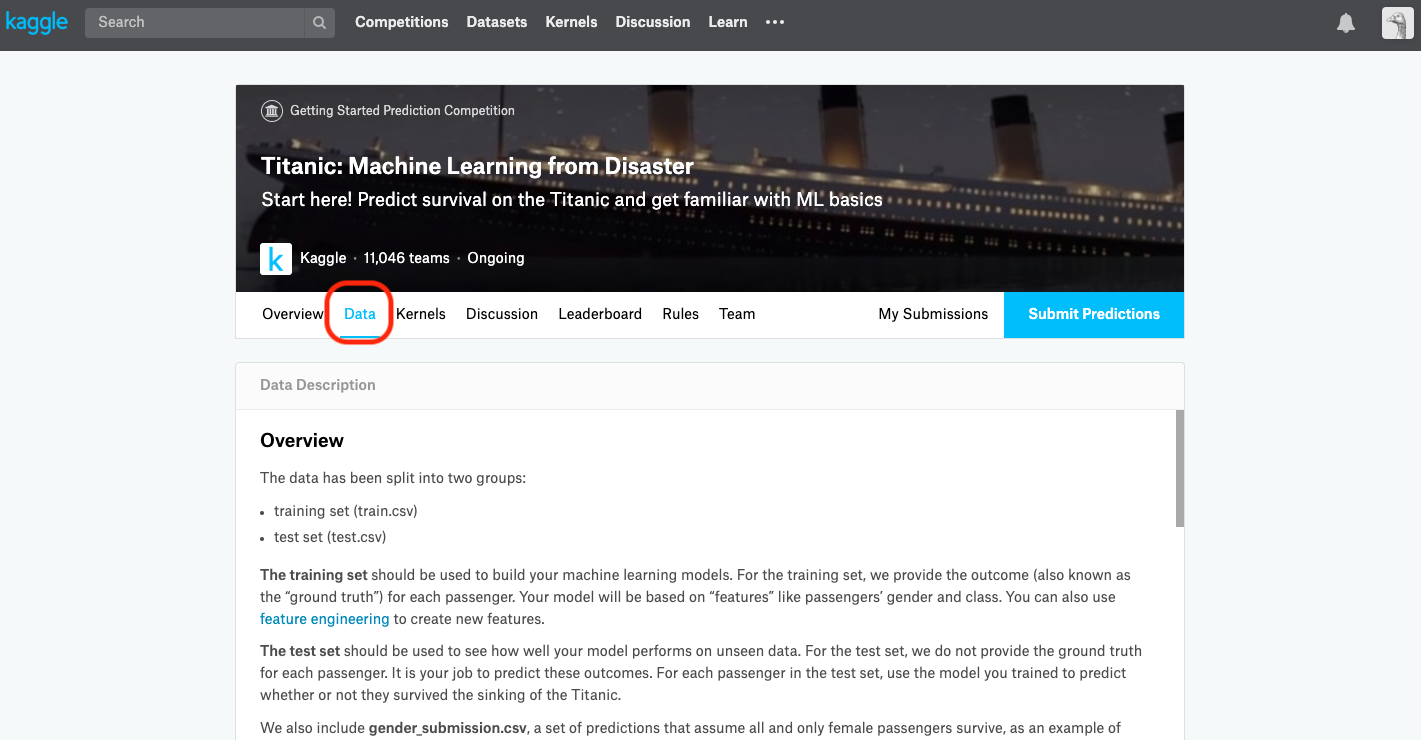 kaggle Search Competitions Datasets Kernels Discussion Learn
Getting Started Prediction Competition
Titanic: Machine Learning from Disaster
Start here! Predict survival on the Titanic and get familiar with ML basics
k Kaggle · 11,046 teams · Ongoing
Overview Data Kernels Discussion Leaderboard Rules Team My Submissions Submit Predictions
Data Description
Overview
The data has been split into two groups:
• training set (train.csv)
• test set (test.csv)
The training set should be used to build your machine learning models. For the training set, we provide the outcome (also known as
the “ground truth”) for each passenger. Your model will be based on “features” like passengers’ gender and class. You can also use
feature engineering to create new features.
The test set should be used to see how well your model performs on unseen data. For the test set, we do not provide the ground truth
for each passenger. It is your job to predict these outcomes. For each passenger in the test set, use the model you trained to predict
whether or not they survived the sinking of the Titanic.
We also include gender_submission.csv, a set of predictions that assume all and only female passengers survive, as an example of